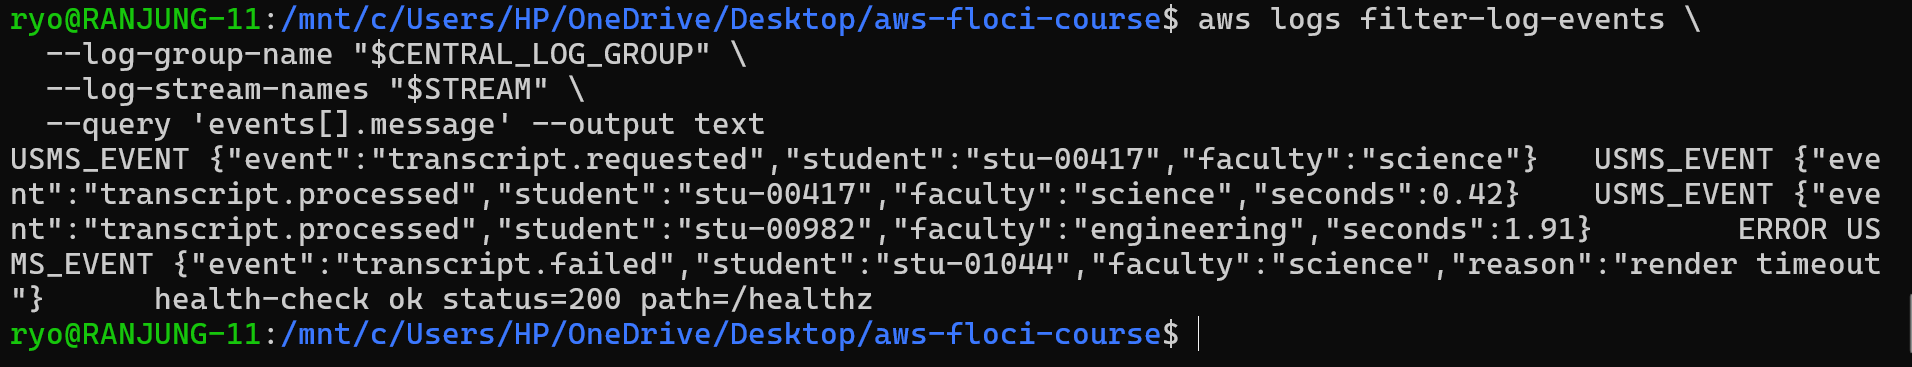 ryo@RANJUNG-11:/mnt/c/Users/HP/OneDrive/Desktop/aws-floci-course$ aws logs filter-log-events \
  --log-group-name "$CENTRAL_LOG_GROUP" \
  --log-stream-names "$STREAM" \
  --query 'events[].message' --output text
USMS_EVENT {"event":"transcript.requested","student":"stu-00417","faculty":"science"}   USMS_EVENT {"eve
nt":"transcript.processed","student":"stu-00417","faculty":"science","seconds":0.42}    USMS_EVENT {"eve
nt":"transcript.processed","student":"stu-00982","faculty":"engineering","seconds":1.91}        ERROR US
MS_EVENT {"event":"transcript.failed","student":"stu-01044","faculty":"science","reason":"render timeout
"}      health-check ok status=200 path=/healthz
ryo@RANJUNG-11:/mnt/c/Users/HP/OneDrive/Desktop/aws-floci-course$